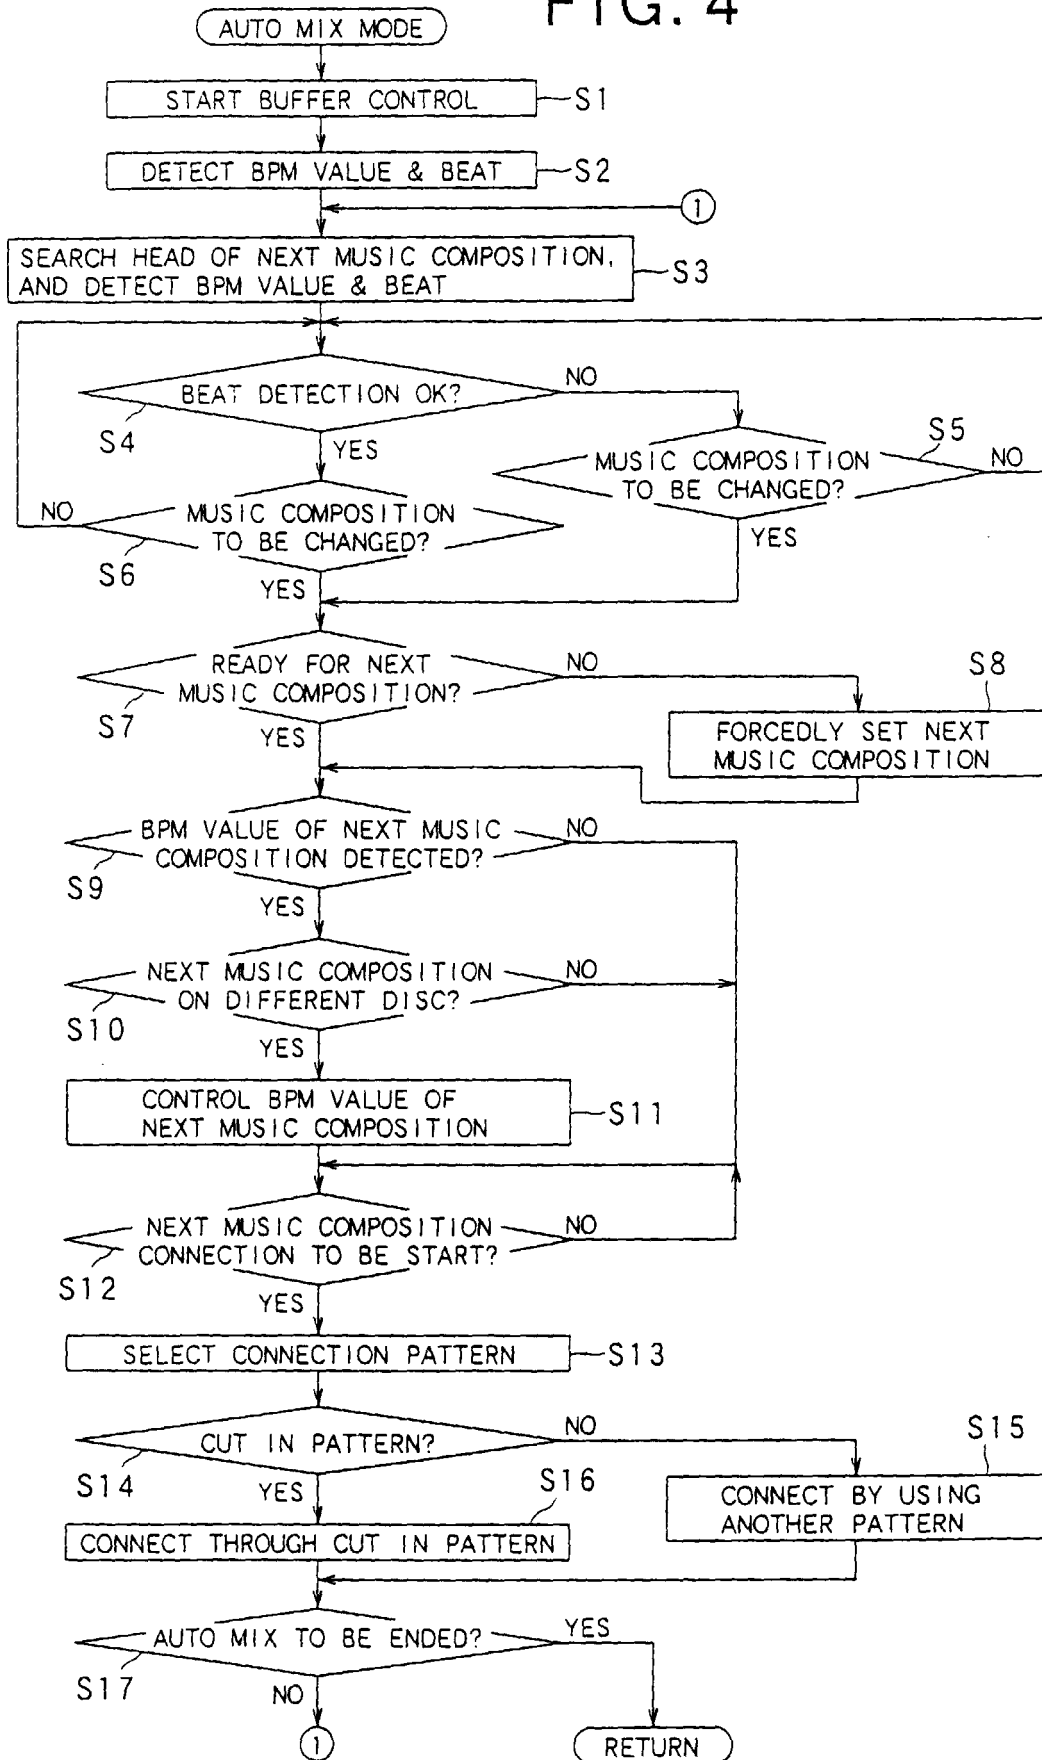 FIG. 4
AUTO MIX MODE
START BUFFER CONTROL
S1
DETECT BPM VALUE & BEAT
S2
1
SEARCH HEAD OF NEXT MUSIC COMPOSITION,
AND DETECT BPM VALUE & BEAT
S3
BEAT DETECTION OK?
NO
S4
YES
S5
MUSIC COMPOSITION
TO BE CHANGED?
NO
YES
NO
MUSIC COMPOSITION
TO BE CHANGED?
S6
YES
READY FOR NEXT
MUSIC COMPOSITION?
NO
S7
YES
S8
FORCEDLY SET NEXT
MUSIC COMPOSITION
BPM VALUE OF NEXT MUSIC
COMPOSITION DETECTED?
NO
S9
YES
NEXT MUSIC COMPOSITION
ON DIFFERENT DISC?
NO
S10
YES
CONTROL BPM VALUE OF
NEXT MUSIC COMPOSITION
S11
NEXT MUSIC COMPOSITION
CONNECTION TO BE START?
NO
S12
YES
SELECT CONNECTION PATTERN
S13
CUT IN PATTERN?
NO
S14
YES
S15
CONNECT BY USING
ANOTHER PATTERN
S16
CONNECT THROUGH CUT IN PATTERN
AUTO MIX TO BE ENDED?
YES
S17
NO
1
RETURN